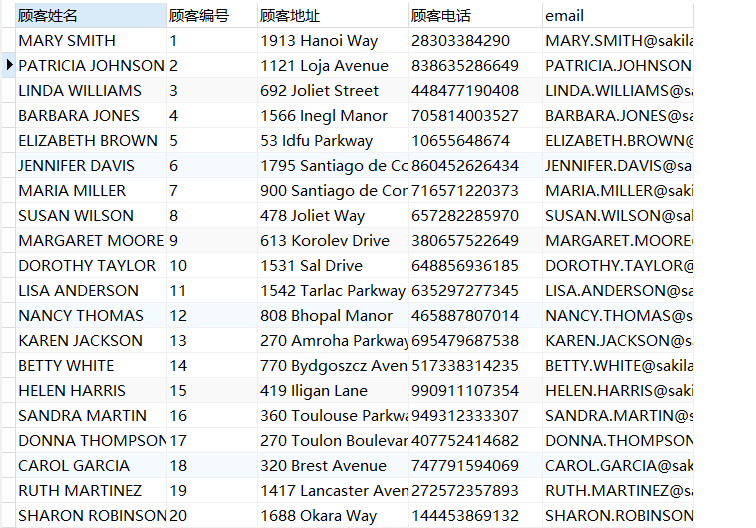 顾客姓名 顾客编号 顾客地址 顾客电话 email
MARY SMITH 1 1913 Hanoi Way 28303384290 MARY.SMITH@sakila
PATRICIA JOHNSON 2 1121 Loja Avenue 838635286649 PATRICIA.JOHNSON
LINDA WILLIAMS 3 692 Joliet Street 448477190408 LINDA.WILLIAMS@sa
BARBARA JONES 4 1566 Inegl Manor 705814003527 BARBARA.JONES@sa
ELIZABETH BROWN 5 53 Idfu Parkway 10655648674 ELIZABETH.BROWN@
JENNIFER DAVIS 6 1795 Santiago de Co 860452626434 JENNIFER.DAVIS@sa
MARIA MILLER 7 900 Santiago de Com 716571220373 MARIA.MILLER@saki
SUSAN WILSON 8 478 Joliet Way 657282285970 SUSAN.WILSON@sal
MARGARET MOORE 9 613 Korolev Drive 380657522649 MARGARET.MOORE@
DOROTHY TAYLOR 10 1531 Sal Drive 648856936185 DOROTHY.TAYLOR@
LISA ANDERSON 11 1542 Tarlac Parkway 635297277345 LISA.ANDERSON@sa
NANCY THOMAS 12 808 Bhopal Manor 465887807014 NANCY.THOMAS@s
KAREN JACKSON 13 270 Amroha Parkway 695479687538 KAREN.JACKSON@sa
BETTY WHITE 14 770 Bydgoszcz Aven 517338314235 BETTY.WHITE@sakila
HELEN HARRIS 15 419 Iligan Lane 990911107354 HELEN.HARRIS@saki
SANDRA MARTIN 16 360 Toulouse Parkwa 949312333307 SANDRA.MARTIN@s
DONNA THOMPSON 17 270 Toulon Boulevar 407752414682 DONNA.THOMPSON
CAROL GARCIA 18 320 Brest Avenue 747791594069 CAROL.GARCIA@sak
RUTH MARTINEZ 19 1417 Lancaster Aven 272572357893 RUTH.MARTINEZ@sa
SHARON ROBINSON 20 1688 Okara Way 144453869132 SHARON.ROBINSON